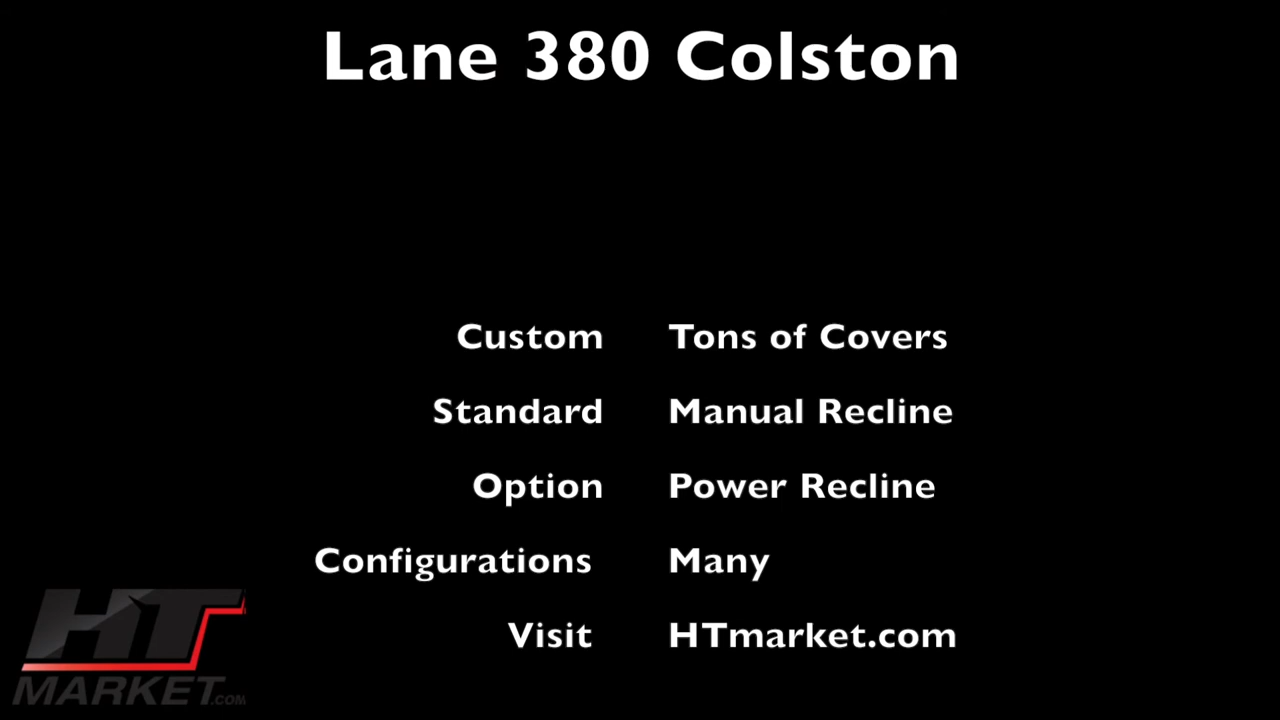 Lane 380 Colston
Custom Tons of Covers
Standard Manual Recline
Option Power Recline
Configurations Many
Visit HTmarket.com
HT
MARKET.COM